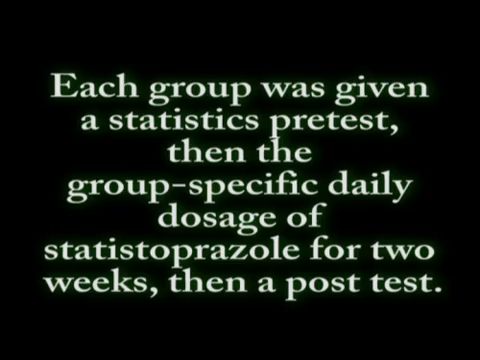 Each group was given
a statistics pretest,
then the
group-specific daily
dosage of
statistoprazole for two
weeks, then a post test.